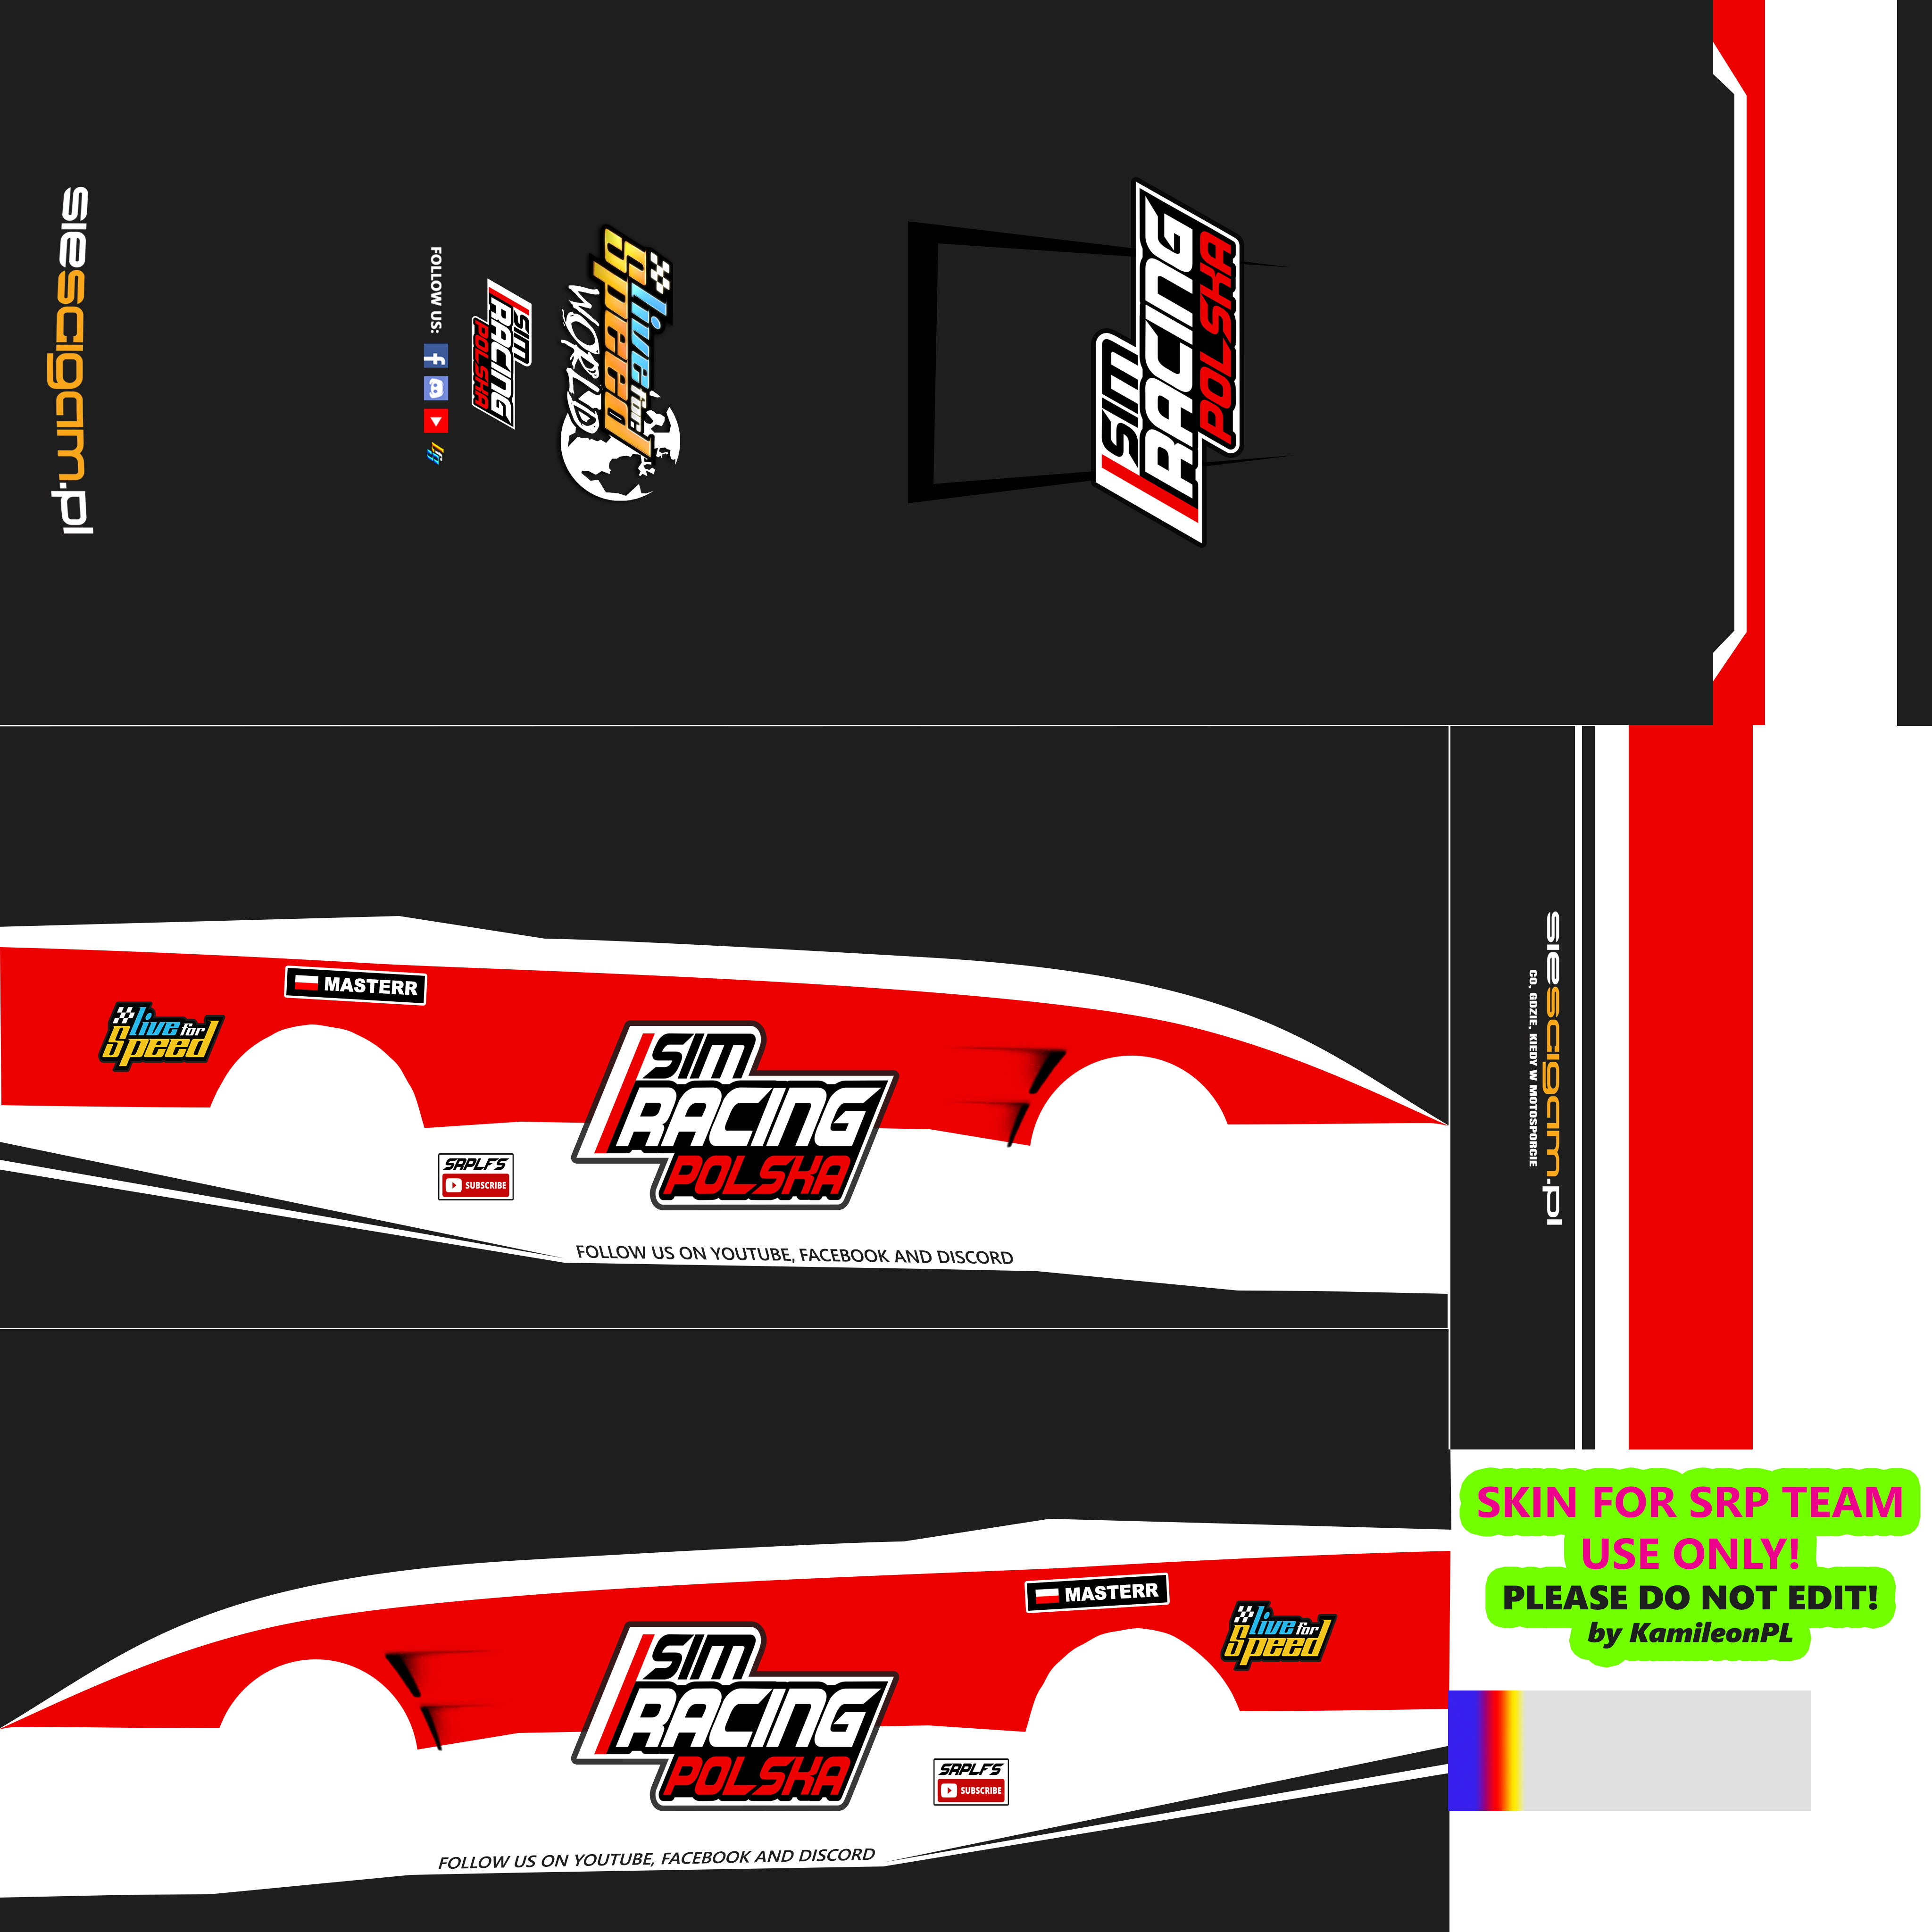 siescigam.pl
FOLLOW US:
SIM
RACING
POLSKA
live for
speed
WORLD
SIM
RACING
POLSKA
MASTERR
live for
speed
SIM
RACING
POLSKA
SRPLFS
SUBSCRIBE
FOLLOW US ON YOUTUBE, FACEBOOK AND DISCORD
siescigam.pl
CO, GDZIE, KIEDY W MOTOSPORCIE
MASTERR
live for
speed
SIM
RACING
POLSKA
SRPLFS
SUBSCRIBE
FOLLOW US ON YOUTUBE, FACEBOOK AND DISCORD
SKIN FOR SRP TEAM
USE ONLY!
PLEASE DO NOT EDIT!
by KamileonPL